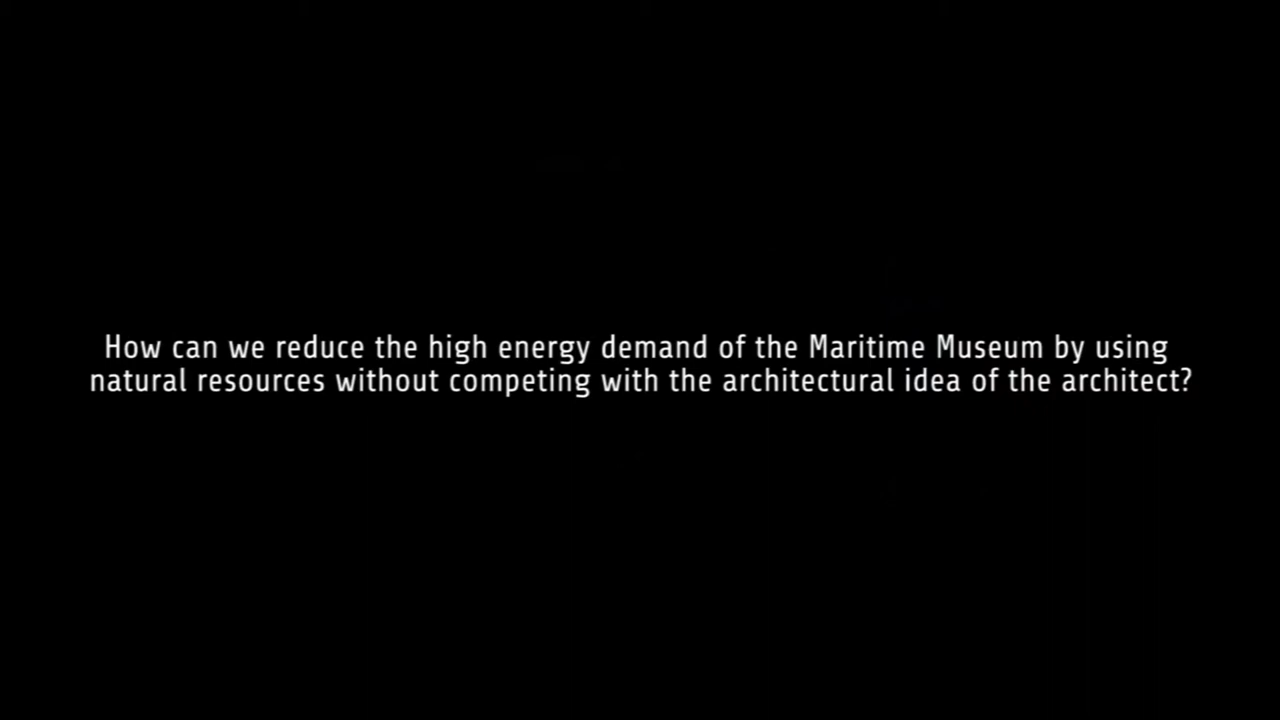 How can we reduce the high energy demand of the Maritime Museum by using
natural resources without competing with the architectural idea of the architect?